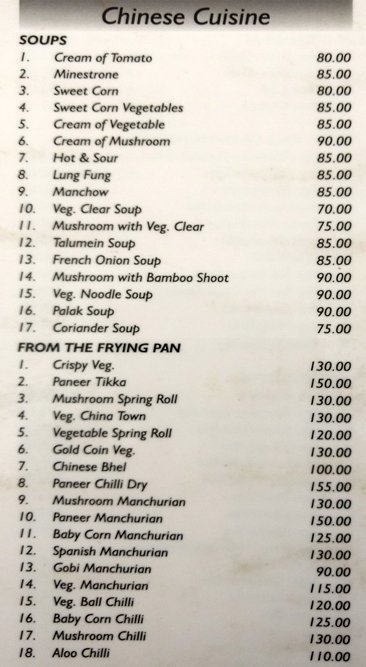 Chinese Cuisine
SOUPS
1. Cream of Tomato 80.00
2. Minestrone 85.00
3. Sweet Corn 80.00
4. Sweet Corn Vegetables 85.00
5. Cream of Vegetable 85.00
6. Cream of Mushroom 90.00
7. Hot & Sour 85.00
8. Lung Fung 85.00
9. Manchow 85.00
10. Veg. Clear Soup 70.00
11. Mushroom with Veg. Clear 75.00
12. Talumein Soup 85.00
13. French Onion Soup 85.00
14. Mushroom with Bamboo Shoot 90.00
15. Veg. Noodle Soup 90.00
16. Palak Soup 90.00
17. Coriander Soup 75.00
FROM THE FRYING PAN
1. Crispy Veg. 130.00
2. Paneer Tikka 150.00
3. Mushroom Spring Roll 130.00
4. Veg. China Town 130.00
5. Vegetable Spring Roll 120.00
6. Gold Coin Veg. 130.00
7. Chinese Bhel 100.00
8. Paneer Chilli Dry 155.00
9. Mushroom Manchurian 130.00
10. Paneer Manchurian 150.00
11. Baby Corn Manchurian 125.00
12. Spanish Manchurian 130.00
13. Gobi Manchurian 90.00
14. Veg. Manchurian 115.00
15. Veg. Ball Chilli 120.00
16. Baby Corn Chilli 125.00
17. Mushroom Chilli 130.00
18. Aloo Chilli 110.00